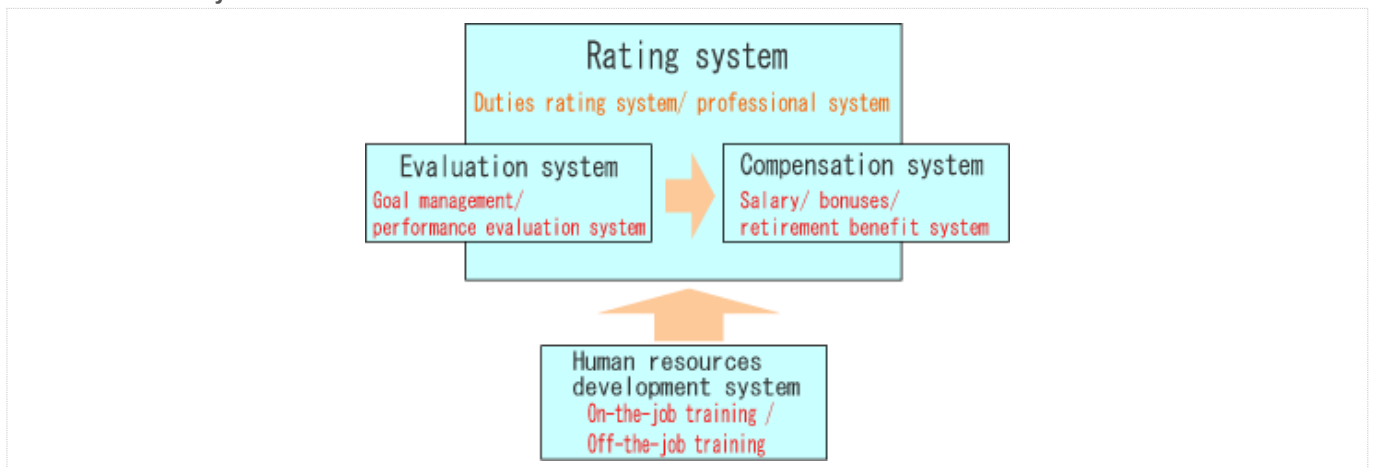 Rating system
Duties rating system/ professional system
Evaluation system
Goal management/
performance evaluation system
Compensation system
Salary/ bonuses/
retirement benefit system
Human resources
development system
On-the-job training /
Off-the-job training